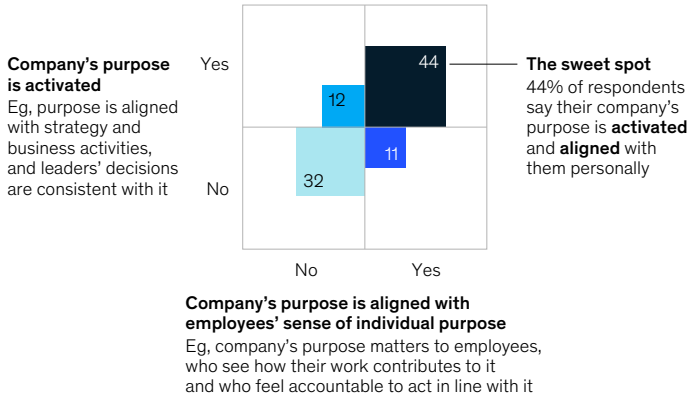 Company's purpose
is activated
Eg, purpose is aligned
with strategy and
business activities,
and leaders' decisions
are consistent with it
Yes
No
44
12
11
32
The sweet spot
44% of respondents
say their company's
purpose is activated
and aligned with
them personally
No
Yes
Company's purpose is aligned with
employees' sense of individual purpose
Eg, company's purpose matters to employees,
who see how their work contributes to it
and who feel accountable to act in line with it